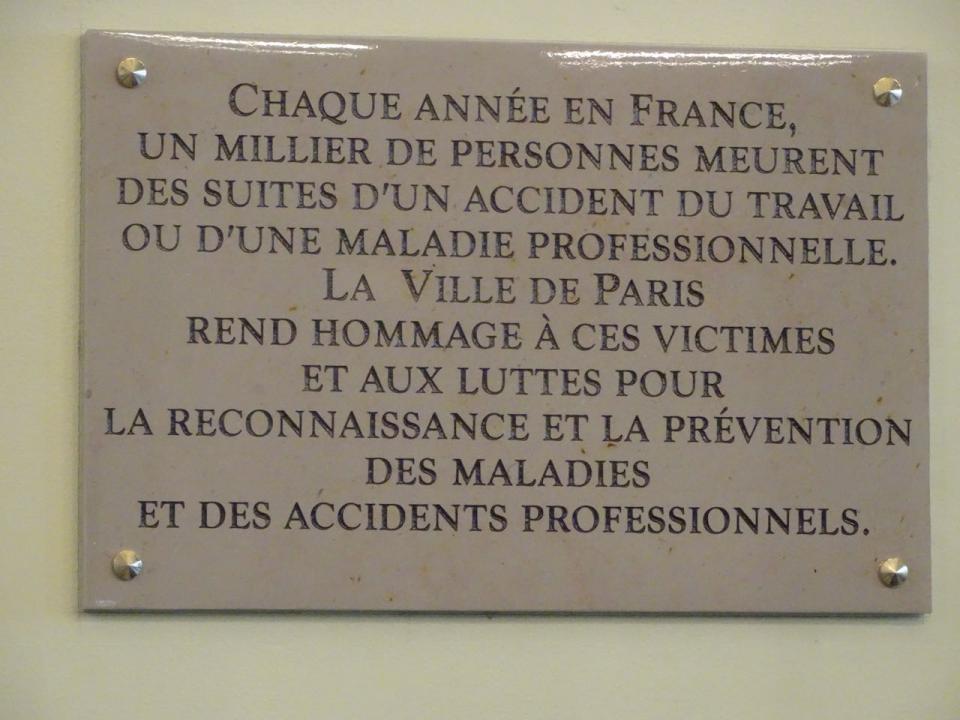 CHAQUE ANNÉE EN FRANCE,
UN MILLIER DE PERSONNES MEURENT
DES SUITES D'UN ACCIDENT DU TRAVAIL
OU D'UNE MALADIE PROFESSIONNELLE.
LA VILLE DE PARIS
REND HOMMAGE À CES VICTIMES
ET AUX LUTTES POUR
LA RECONNAISSANCE ET LA PRÉVENTION
DES MALADIES
ET DES ACCIDENTS PROFESSIONNELS.